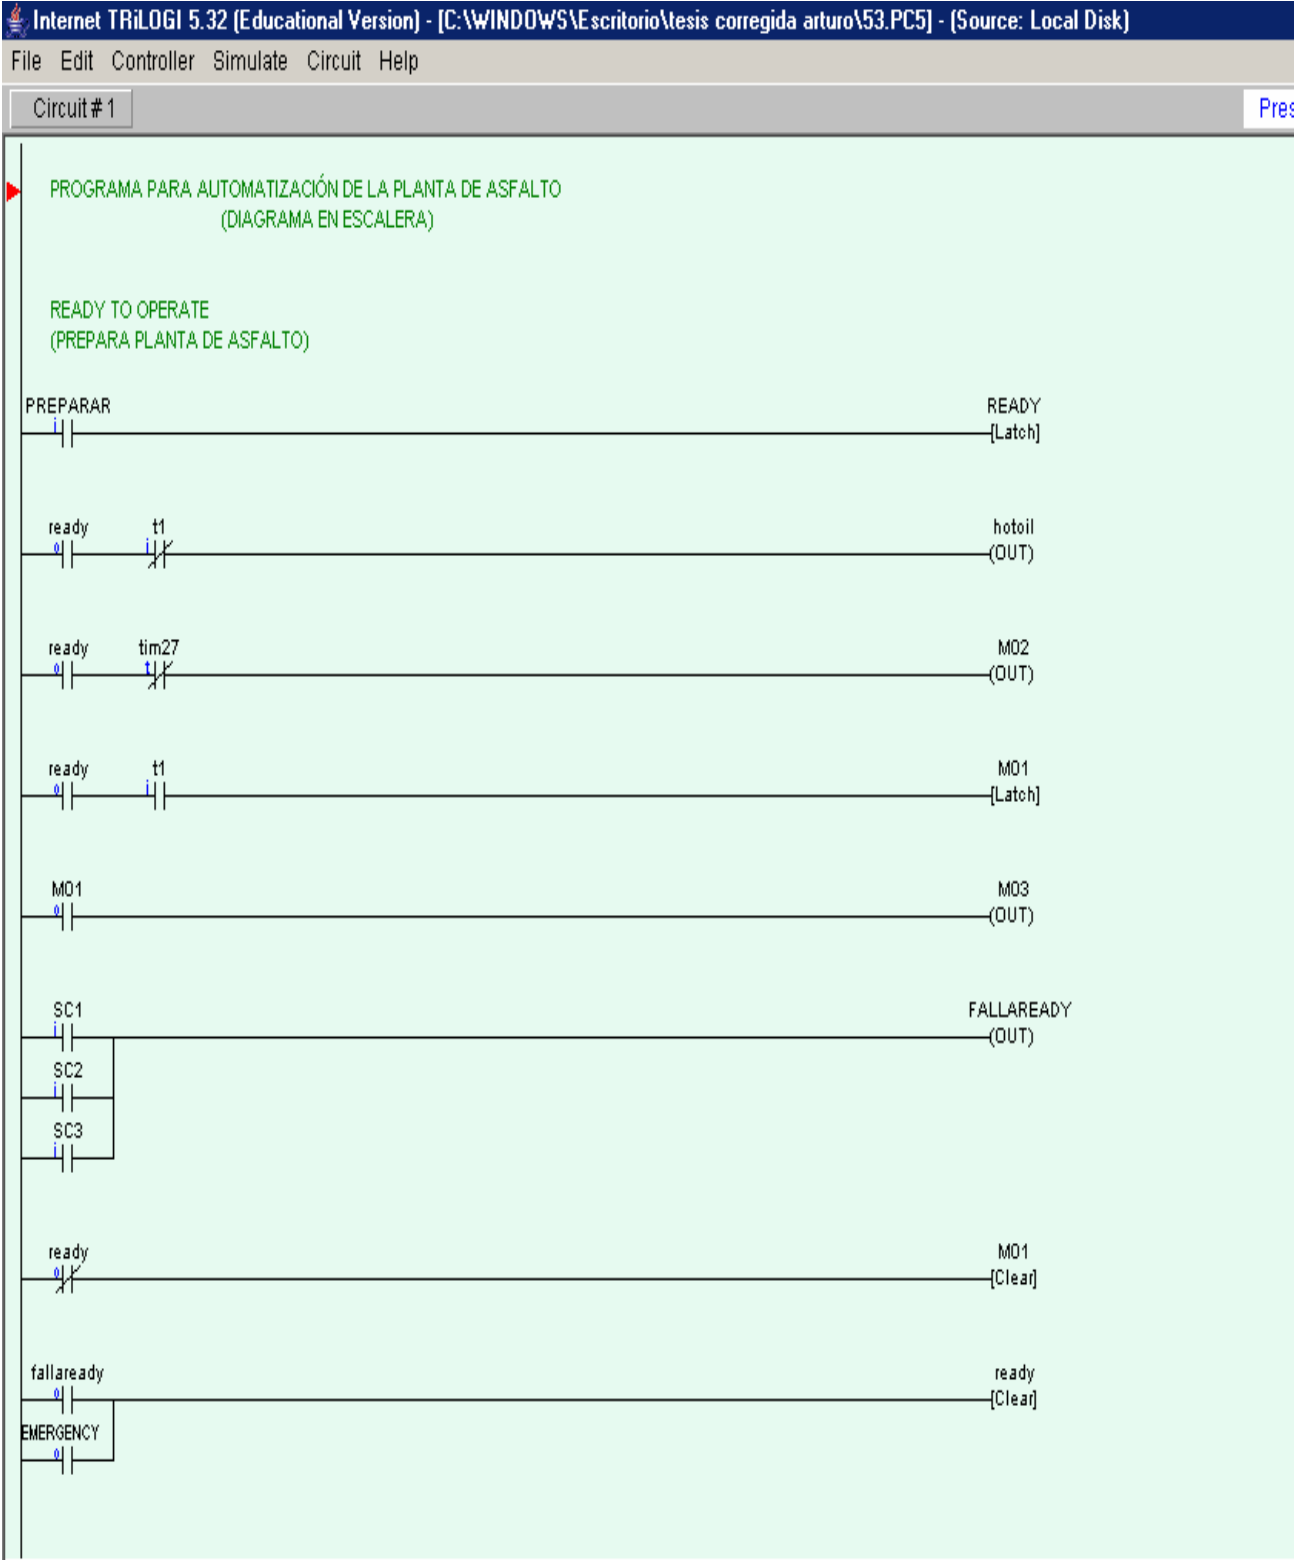 Internet TRiLOGI 5.32 (Educational Version) - [C:\WINDOWS\Escritorio\tesis corregida arturo\53.PC5] - (Source: Local Disk)
File Edit Controller Simulate Circuit Help
Circuit # 1
Pres
PROGRAMA PARA AUTOMATIZACIÓN DE LA PLANTA DE ASFALTO
(DIAGRAMA EN ESCALERA)
READY TO OPERATE
(PREPARA PLANTA DE ASFALTO)
PREPARAR READY
i [Latch]
ready t1 hotoil
o i (OUT)
ready tim27 M02
o t (OUT)
ready t1 M01
o i [Latch]
M01 M03
o (OUT)
SC1 FALLAREADY
i (OUT)
SC2
i
SC3
i
ready M01
o [Clear]
fallaready ready
o [Clear]
EMERGENCY
o